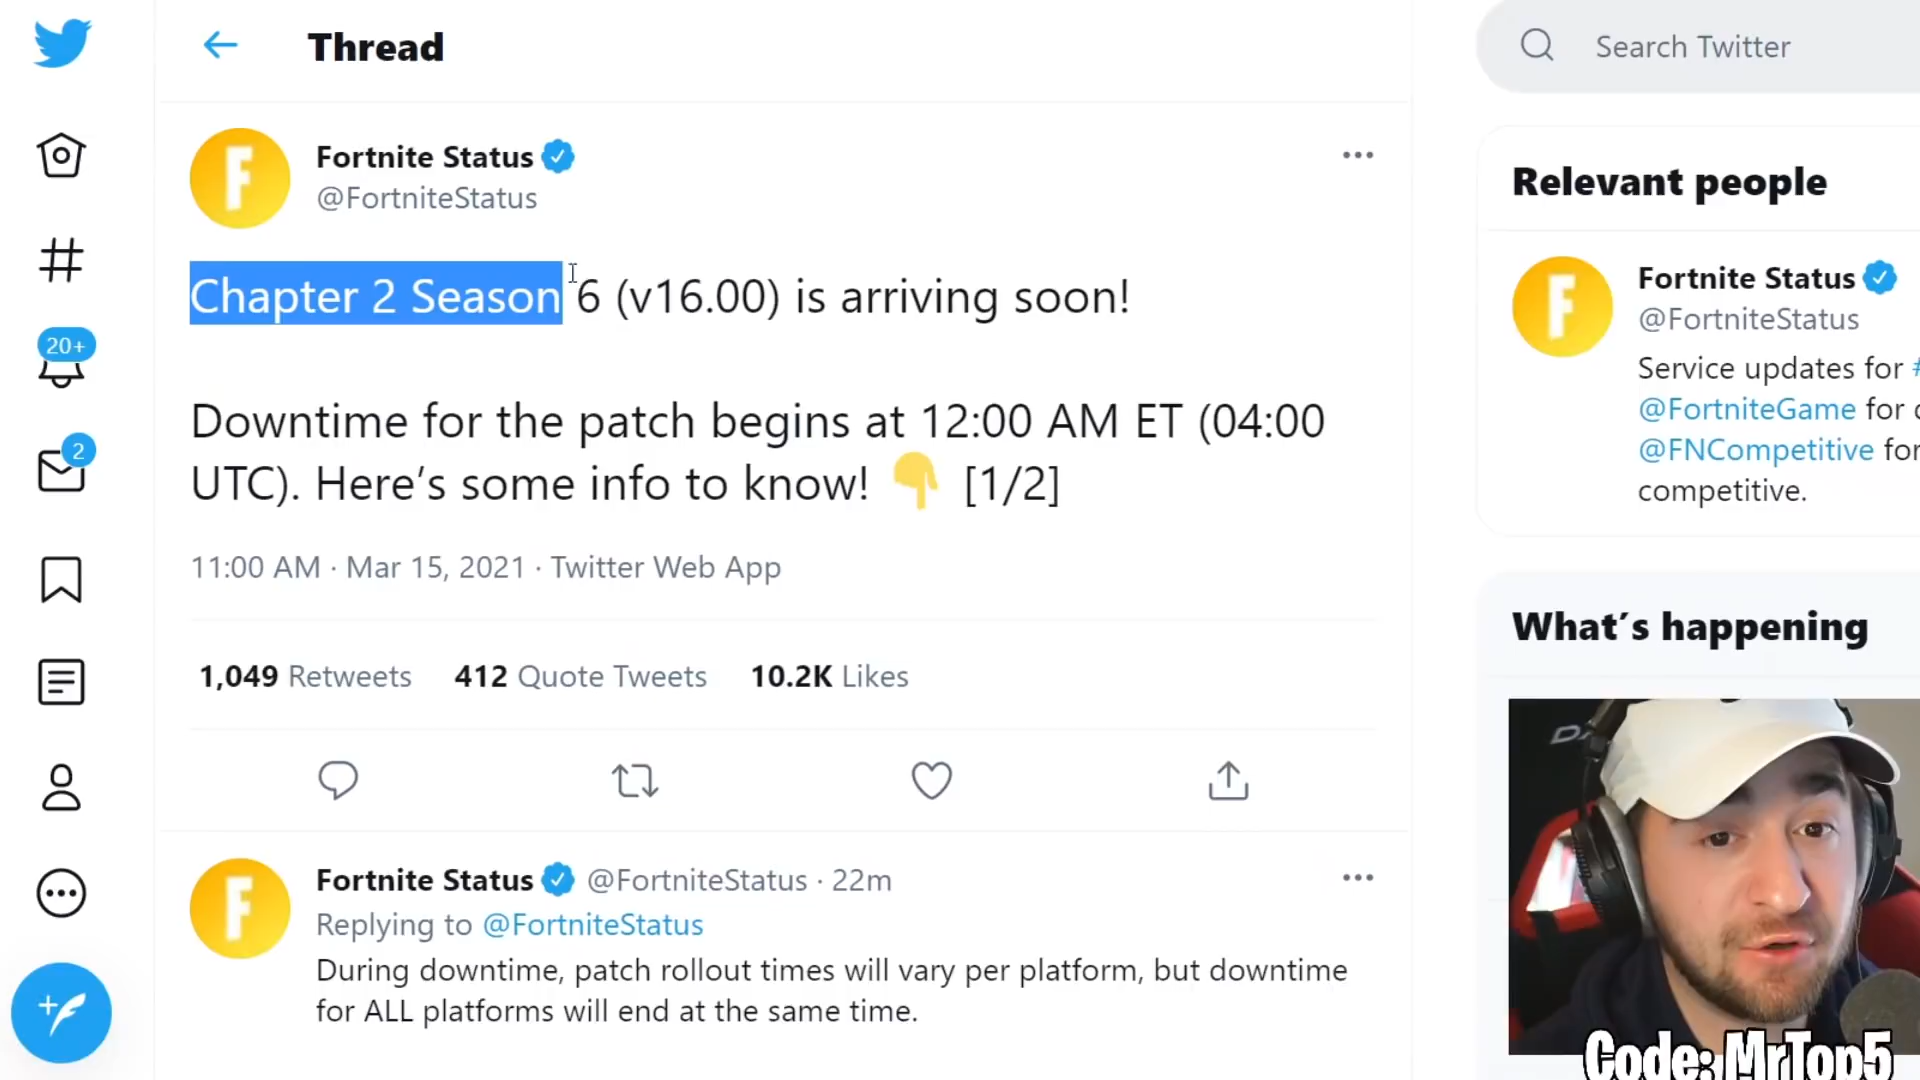 Thread
Search Twitter
Fortnite Status
@FortniteStatus
Chapter 2 Season 6 (v16.00) is arriving soon!
Downtime for the patch begins at 12:00 AM ET (04:00
UTC). Here’s some info to know! 👇 [1/2]
11:00 AM · Mar 15, 2021 · Twitter Web App
1,049 Retweets 412 Quote Tweets 10.2K Likes
Fortnite Status @FortniteStatus · 22m
Replying to @FortniteStatus
During downtime, patch rollout times will vary per platform, but downtime
for ALL platforms will end at the same time.
20+
2
Relevant people
Fortnite Status
@FortniteStatus
Service updates for #
@FortniteGame for
@FNCompetitive for
competitive.
What's happening
Code: MrTop5